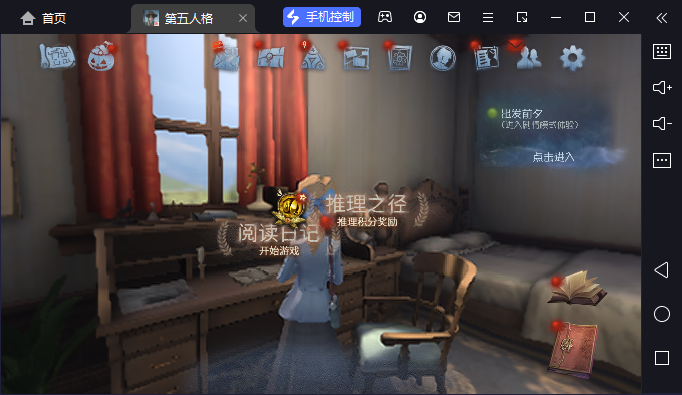 首页
第五人格
手机控制
9
出发前夕
(进入剧情模式体验)
点击进入
推理之径
推理积分奖励
阅读日记
开始游戏